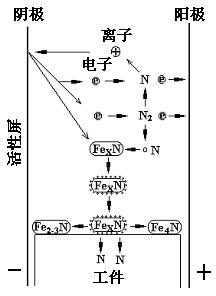 阴极 阳极
离子
⊕
电子
ⓔ N ⓔ
ⓔ N₂ ⓔ
FeₓN ∘ N
活性屏
FeₓN
Fe₂₋₃N FeₓN Fe₄N
N N
− 工件 +